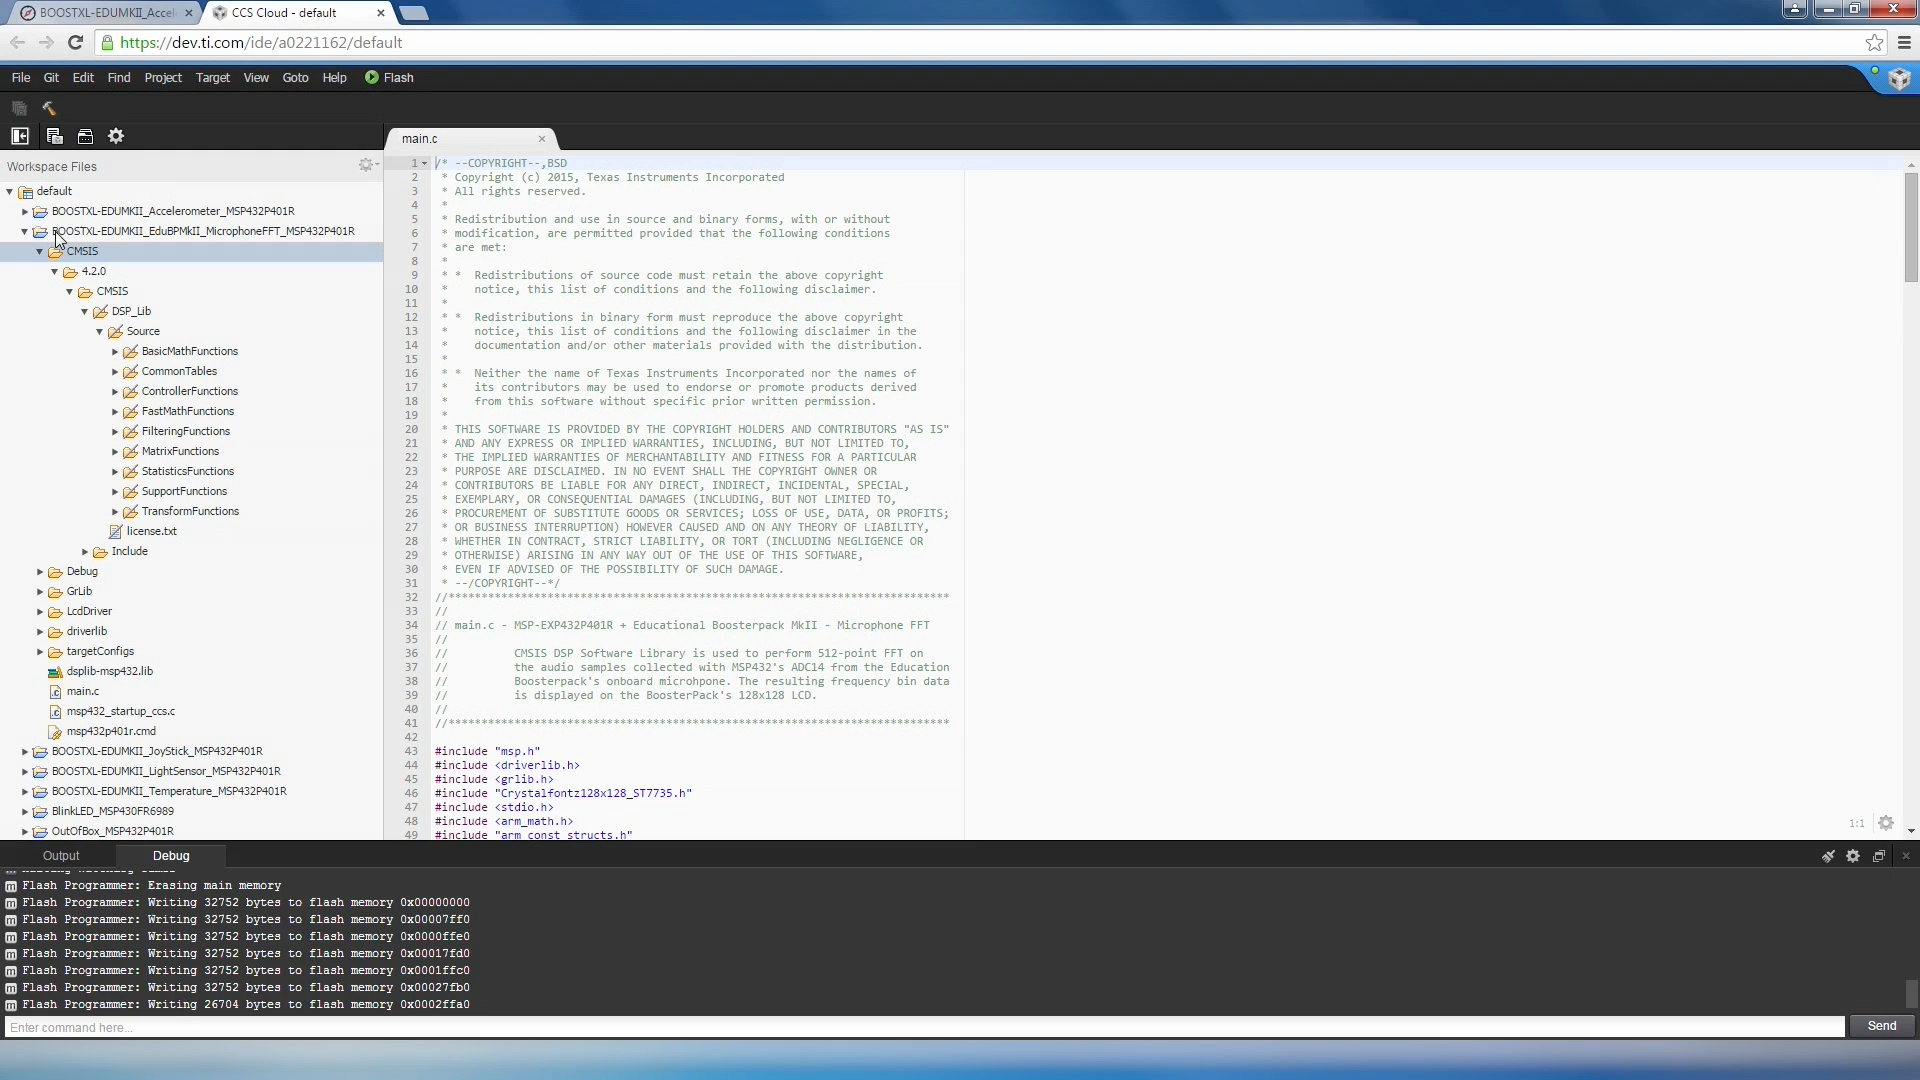 BOOSTXL-EDUMKII_Accel
CCS Cloud - default
https://dev.ti.com/ide/a0221162/default
File Git Edit Find Project Target View Goto Help Flash
main.c
Workspace Files
default
BOOSTXL-EDUMKII_Accelerometer_MSP432P401R
BOOSTXL-EDUMKII_EduBPMkII_MicrophoneFFT_MSP432P401R
CMSIS
4.2.0
CMSIS
DSP_Lib
Source
BasicMathFunctions
CommonTables
ControllerFunctions
FastMathFunctions
FilteringFunctions
MatrixFunctions
StatisticsFunctions
SupportFunctions
TransformFunctions
license.txt
Include
Debug
GrLib
LcdDriver
driverlib
targetConfigs
dsplib-msp432.lib
main.c
msp432_startup_ccs.c
msp432p401r.cmd
BOOSTXL-EDUMKII_JoyStick_MSP432P401R
BOOSTXL-EDUMKII_LightSensor_MSP432P401R
BOOSTXL-EDUMKII_Temperature_MSP432P401R
BlinkLED_MSP430FR6989
OutOfBox_MSP432P401R
1 /* --COPYRIGHT--,BSD
2 * Copyright (c) 2015, Texas Instruments Incorporated
3 * All rights reserved.
4 *
5 * Redistribution and use in source and binary forms, with or without
6 * modification, are permitted provided that the following conditions
7 * are met:
8 *
9 * * Redistributions of source code must retain the above copyright
10 * notice, this list of conditions and the following disclaimer.
11 *
12 * * Redistributions in binary form must reproduce the above copyright
13 * notice, this list of conditions and the following disclaimer in the
14 * documentation and/or other materials provided with the distribution.
15 *
16 * * Neither the name of Texas Instruments Incorporated nor the names of
17 * its contributors may be used to endorse or promote products derived
18 * from this software without specific prior written permission.
19 *
20 * THIS SOFTWARE IS PROVIDED BY THE COPYRIGHT HOLDERS AND CONTRIBUTORS "AS IS"
21 * AND ANY EXPRESS OR IMPLIED WARRANTIES, INCLUDING, BUT NOT LIMITED TO,
22 * THE IMPLIED WARRANTIES OF MERCHANTABILITY AND FITNESS FOR A PARTICULAR
23 * PURPOSE ARE DISCLAIMED. IN NO EVENT SHALL THE COPYRIGHT OWNER OR
24 * CONTRIBUTORS BE LIABLE FOR ANY DIRECT, INDIRECT, INCIDENTAL, SPECIAL,
25 * EXEMPLARY, OR CONSEQUENTIAL DAMAGES (INCLUDING, BUT NOT LIMITED TO,
26 * PROCUREMENT OF SUBSTITUTE GOODS OR SERVICES; LOSS OF USE, DATA, OR PROFITS;
27 * OR BUSINESS INTERRUPTION) HOWEVER CAUSED AND ON ANY THEORY OF LIABILITY,
28 * WHETHER IN CONTRACT, STRICT LIABILITY, OR TORT (INCLUDING NEGLIGENCE OR
29 * OTHERWISE) ARISING IN ANY WAY OUT OF THE USE OF THIS SOFTWARE,
30 * EVEN IF ADVISED OF THE POSSIBILITY OF SUCH DAMAGE.
31 * --/COPYRIGHT--*/
32 //******************************************************************************
33 //
34 // main.c - MSP-EXP432P401R + Educational Boosterpack MkII - Microphone FFT
35 //
36 // CMSIS DSP Software Library is used to perform 512-point FFT on
37 // the audio samples collected with MSP432's ADC14 from the Education
38 // Boosterpack's onboard microhpone. The resulting frequency bin data
39 // is displayed on the BoosterPack's 128x128 LCD.
40 //
41 //******************************************************************************
42
43 #include "msp.h"
44 #include <driverlib.h>
45 #include <grlib.h>
46 #include "Crystalfontz128x128_ST7735.h"
47 #include <stdio.h>
48 #include <arm_math.h>
49 #include "arm_const_structs.h"
1:1
Output Debug
Flash Programmer: Erasing main memory
Flash Programmer: Writing 32752 bytes to flash memory 0x00000000
Flash Programmer: Writing 32752 bytes to flash memory 0x00007ff0
Flash Programmer: Writing 32752 bytes to flash memory 0x0000ffe0
Flash Programmer: Writing 32752 bytes to flash memory 0x00017fd0
Flash Programmer: Writing 32752 bytes to flash memory 0x0001ffc0
Flash Programmer: Writing 32752 bytes to flash memory 0x00027fb0
Flash Programmer: Writing 26704 bytes to flash memory 0x0002ffa0
Enter command here...
Send